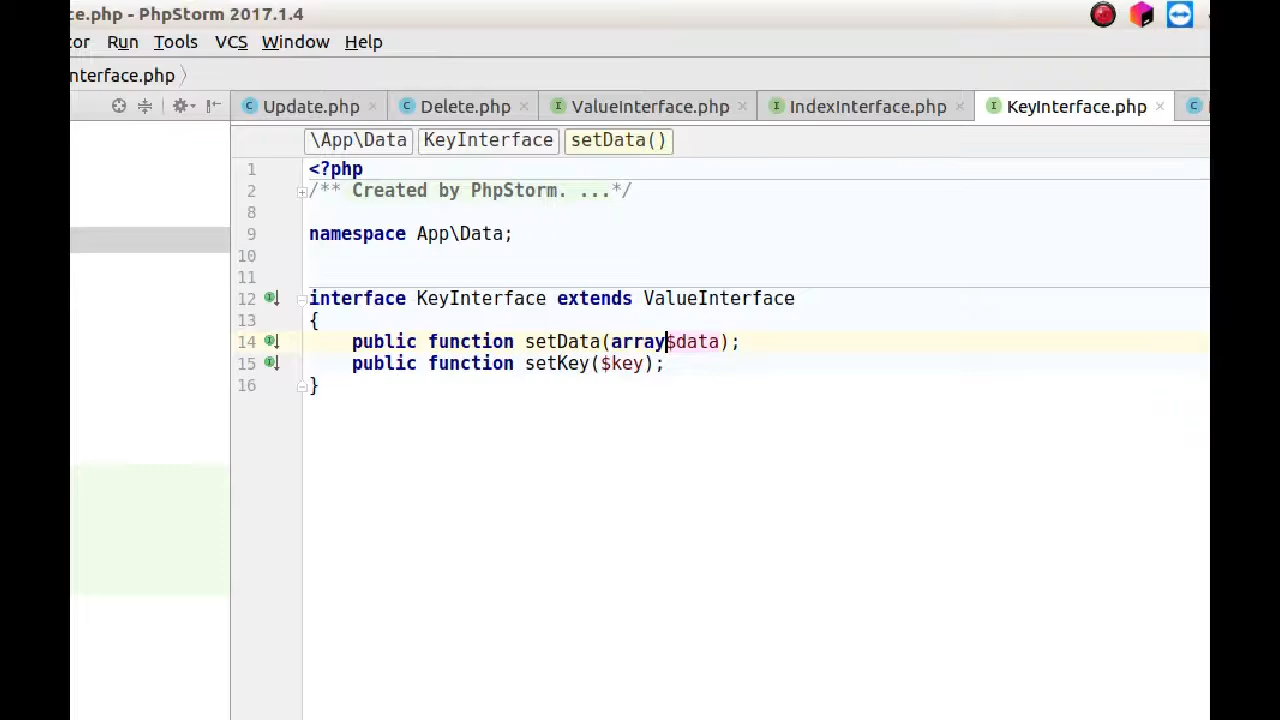 ce.php - PhpStorm 2017.1.4
tor Run Tools VCS Window Help
nterface.php
Update.php Delete.php ValueInterface.php IndexInterface.php KeyInterface.php
\App\Data KeyInterface setData()
1 <?php
2 /** Created by PhpStorm. ...*/
8
9 namespace App\Data;
10
11
12 interface KeyInterface extends ValueInterface
13 {
14 public function setData(array$data);
15 public function setKey($key);
16 }